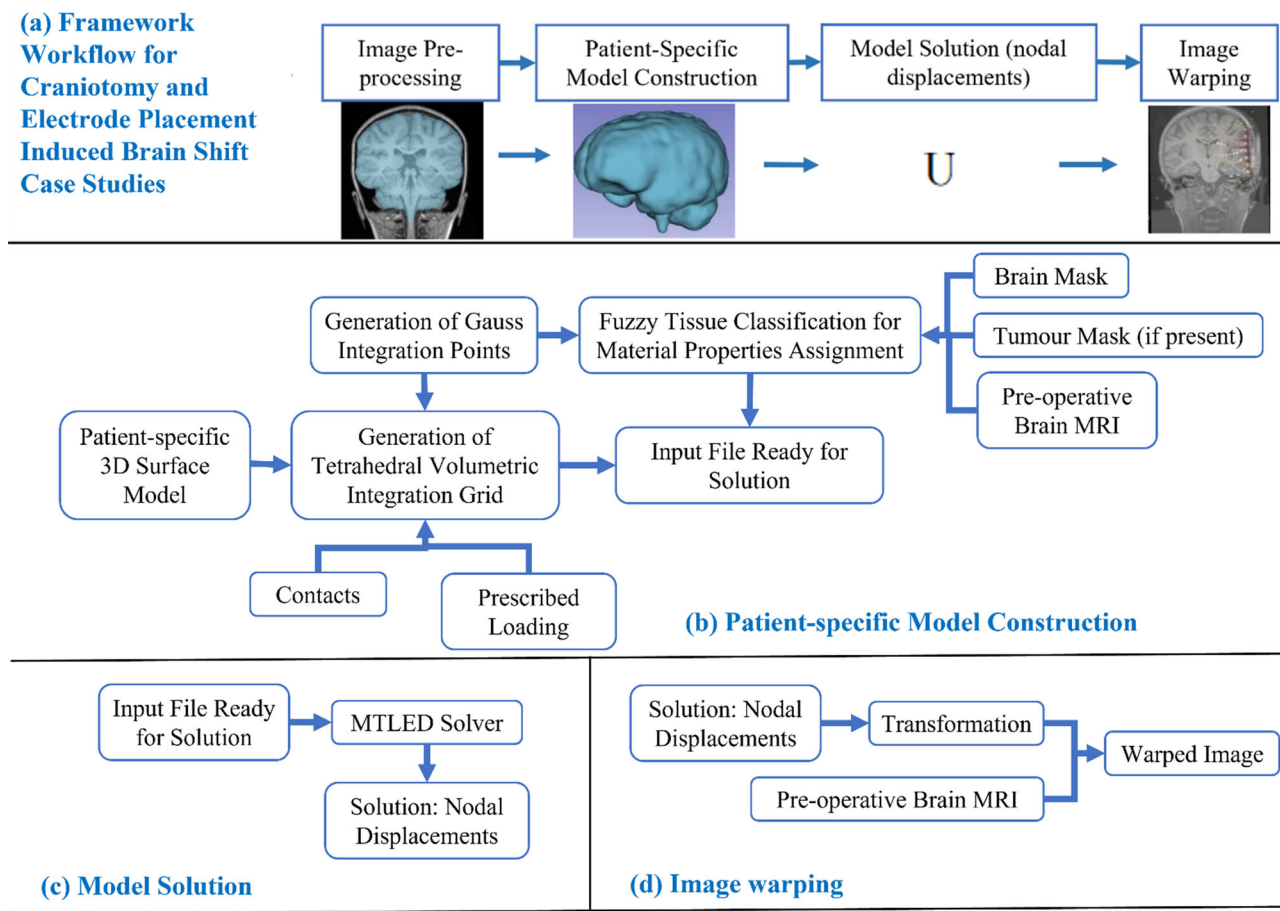 (a) Framework
Workflow for
Craniotomy and
Electrode Placement
Induced Brain Shift
Case Studies
Image Pre-
processing
Patient-Specific
Model Construction
Model Solution (nodal
displacements)
Image
Warping
U
Brain Mask
Generation of Gauss
Integration Points
Fuzzy Tissue Classification for
Material Properties Assignment
Tumour Mask (if present)
Pre-operative
Brain MRI
Patient-specific
3D Surface
Model
Generation of
Tetrahedral Volumetric
Integration Grid
Input File Ready for
Solution
Contacts
Prescribed
Loading
(b) Patient-specific Model Construction
Input File Ready
for Solution
MTLED Solver
Solution: Nodal
Displacements
(c) Model Solution
Solution: Nodal
Displacements
Transformation
Warped Image
Pre-operative Brain MRI
(d) Image warping